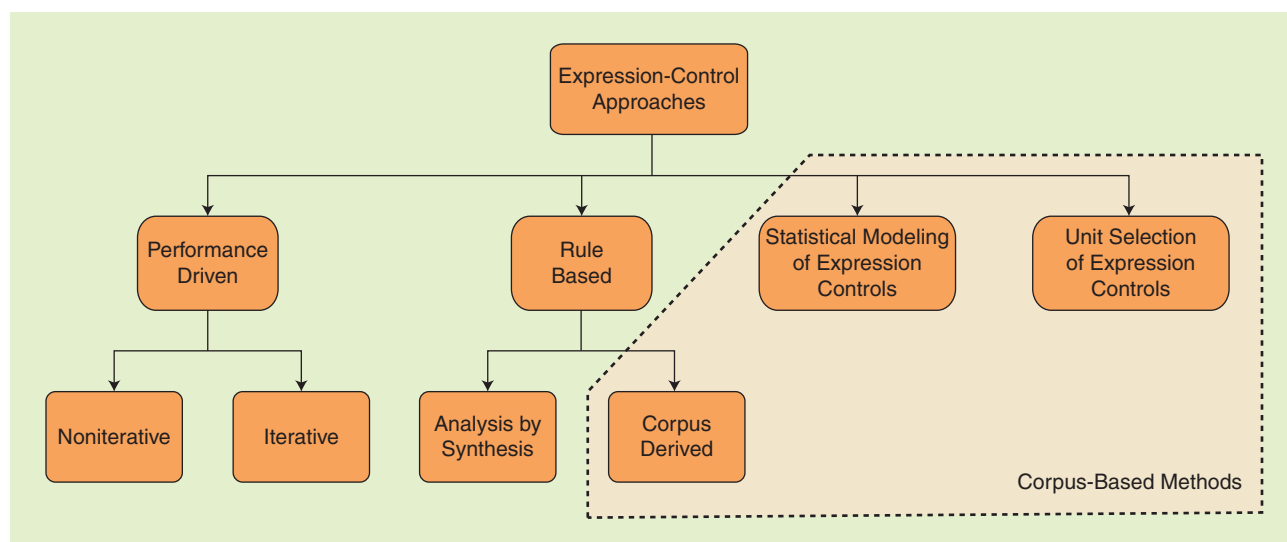 Expression-Control
Approaches
Performance
Driven
Rule
Based
Statistical Modeling
of Expression
Controls
Unit Selection
of Expression
Controls
Noniterative
Iterative
Analysis by
Synthesis
Corpus
Derived
Corpus-Based Methods